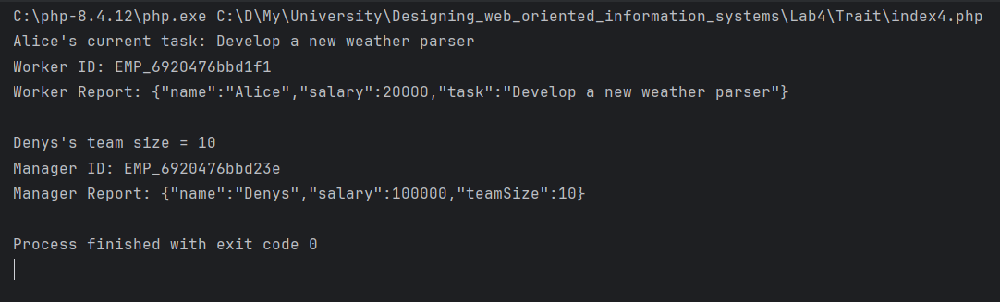 C:\php-8.4.12\php.exe C:\D\My\University\Designing_web_oriented_information_systems\Lab4\Trait\index4.php
Alice's current task: Develop a new weather parser
Worker ID: EMP_6920476bbd1f1
Worker Report: {"name":"Alice","salary":20000,"task":"Develop a new weather parser"}
Denys's team size = 10
Manager ID: EMP_6920476bbd23e
Manager Report: {"name":"Denys","salary":100000,"teamSize":10}
Process finished with exit code 0